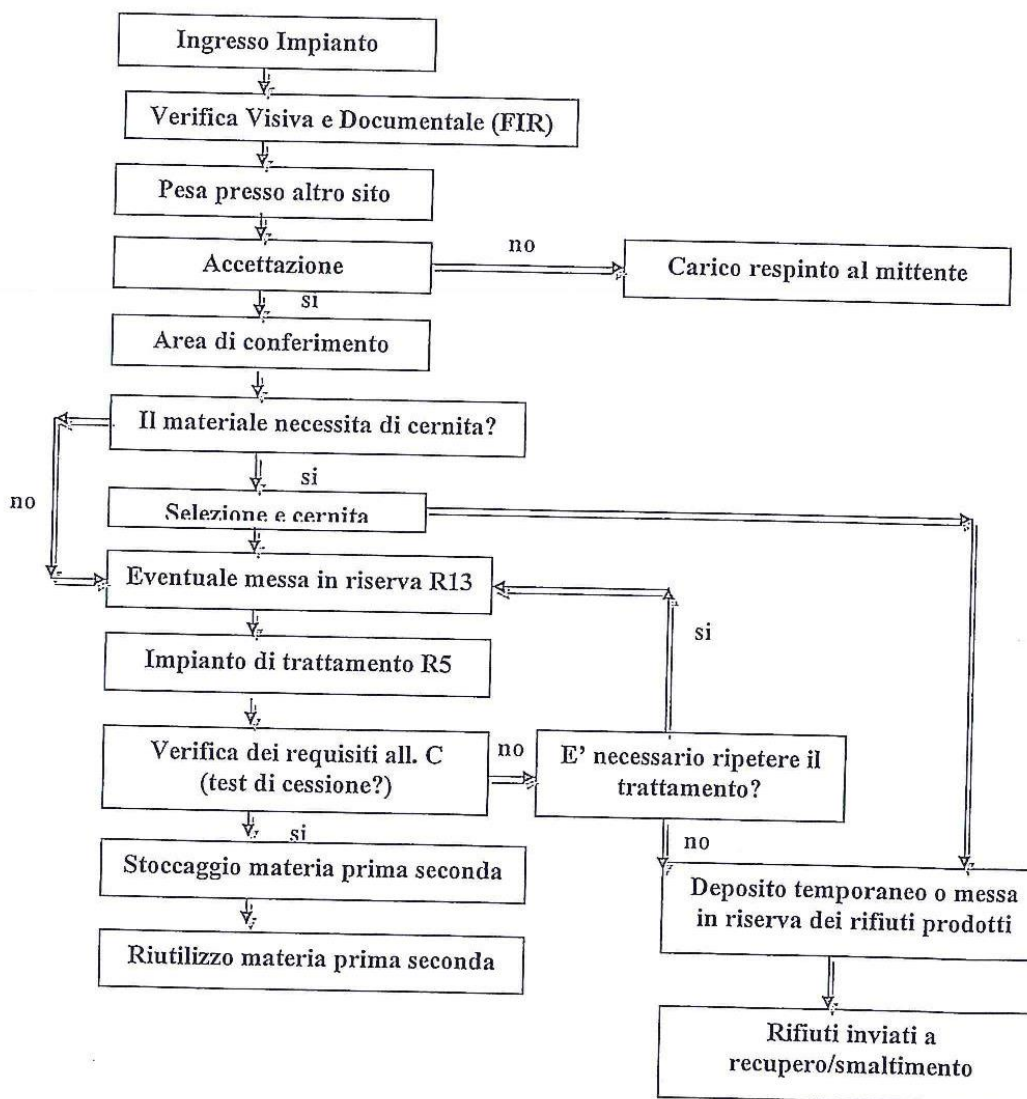 Ingresso Impianto
Verifica Visiva e Documentale (FIR)
Pesa presso altro sito
Accettazione
no
Carico respinto al mittente
si
Area di conferimento
Il materiale necessita di cernita?
no
si
Selezione e cernita
Eventuale messa in riserva R13
si
Impianto di trattamento R5
Verifica dei requisiti all. C
(test di cessione?)
no
E' necessario ripetere il
trattamento?
si
no
Stoccaggio materia prima seconda
Deposito temporaneo o messa
in riserva dei rifiuti prodotti
Riutilizzo materia prima seconda
Rifiuti inviati a
recupero/smaltimento